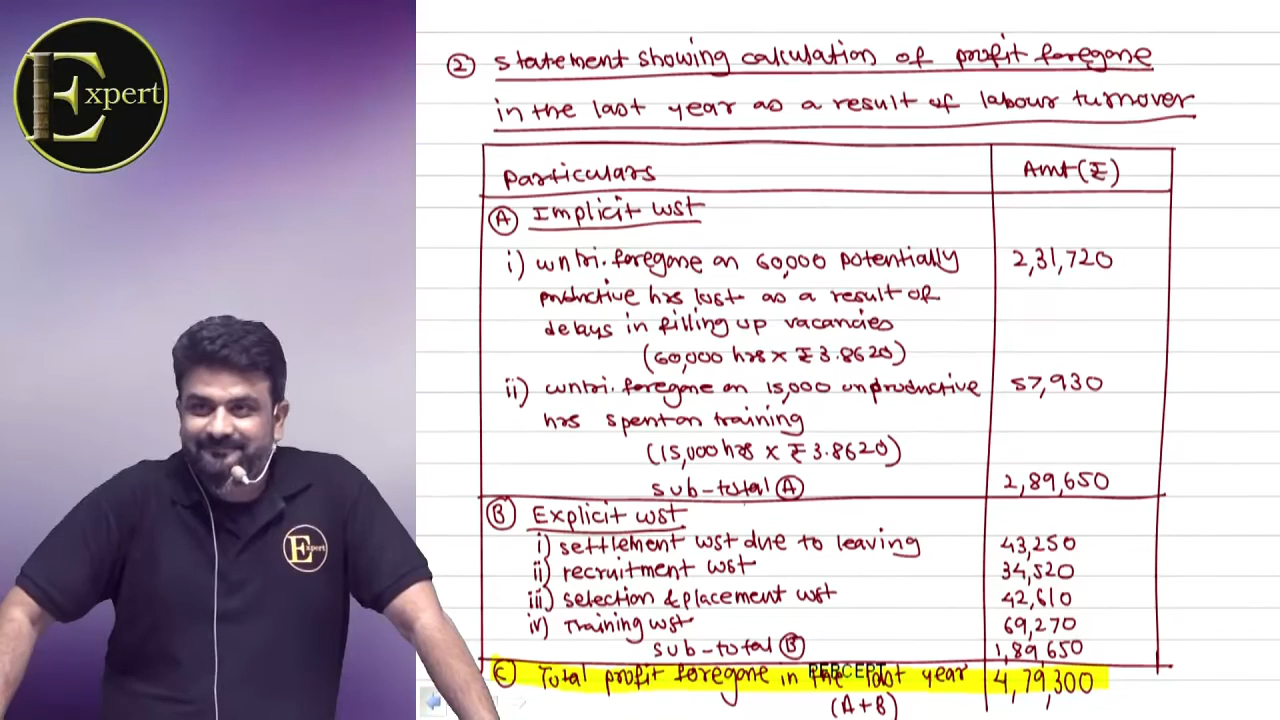 Expert
② statement showing calculation of profit foregone
in the last year as a result of labour turnover
Particulars Amt(₹)
Ⓐ Implicit cost
i) contri. foregone on 60,000 potentially 2,31,720
productive hrs lost as a result of
delays in filling up vacancies
(60,000 hrs x ₹3.8620)
ii) contri. foregone on 15,000 unproductive 57,930
hrs spent on training
(15,000 hrs x ₹3.8620)
sub-total Ⓐ 2,89,650
Ⓑ Explicit cost
i) settlement cost due to leaving 43,250
ii) recruitment cost 34,520
iii) selection & placement cost 42,610
iv) Training cost 69,270
sub-total Ⓑ 1,89,650
Ⓒ Total profit foregone in the last year 4,79,300
PERCEPT
(A+B)
Expert